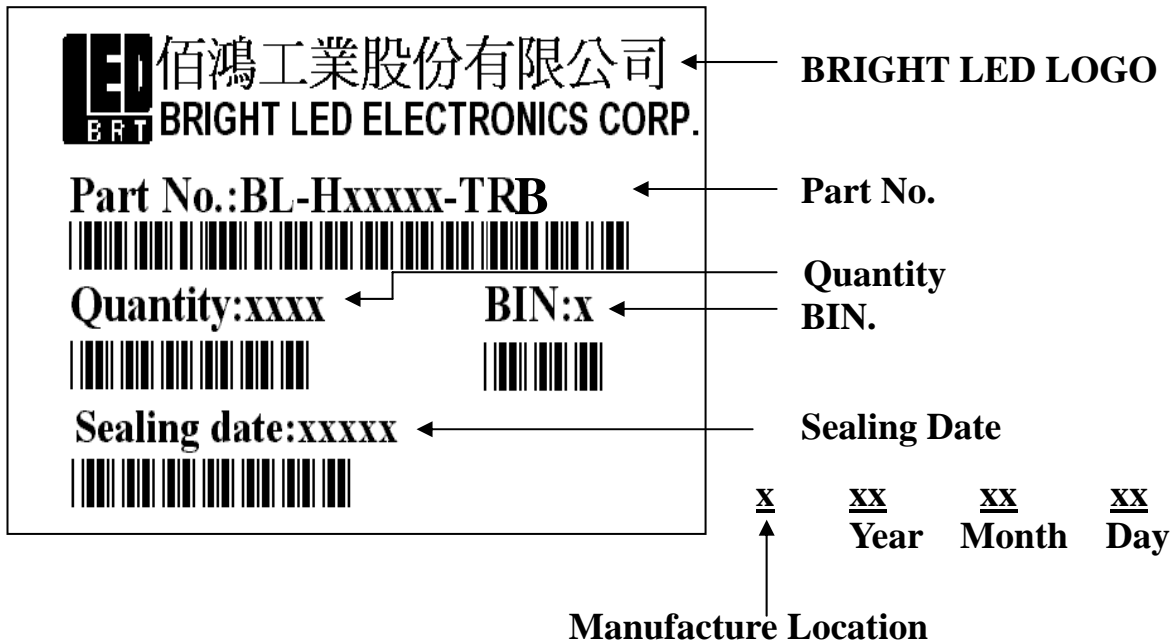 LED
BRT
佰鴻工業股份有限公司
BRIGHT LED ELECTRONICS CORP.
BRIGHT LED LOGO
Part No.:BL-Hxxxxx-TRB
Part No.
Quantity:xxxx
Quantity
BIN:x
BIN.
Sealing date:xxxxx
Sealing Date
x xx xx xx
Year Month Day
Manufacture Location